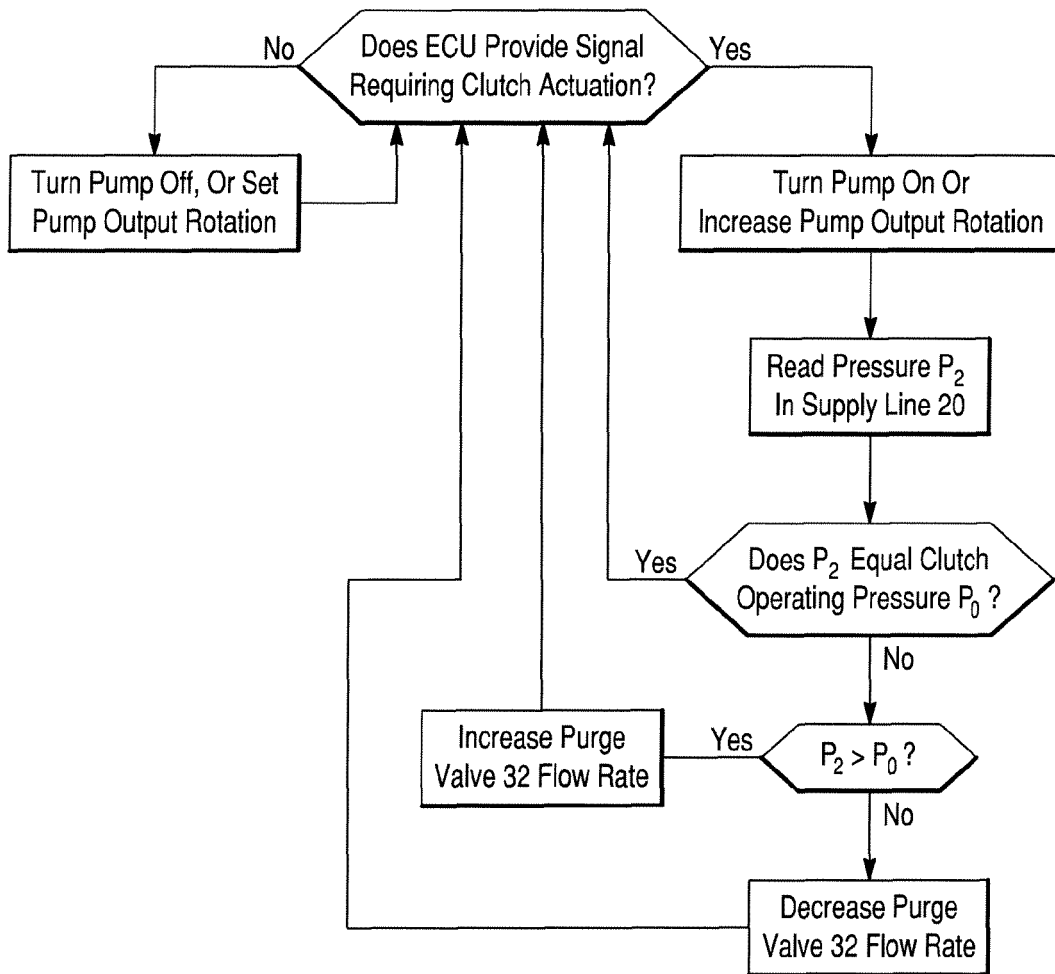 No
Does ECU Provide Signal
Requiring Clutch Actuation?
Yes
Turn Pump Off, Or Set
Pump Output Rotation
Turn Pump On Or
Increase Pump Output Rotation
Read Pressure P2
In Supply Line 20
Yes
Does P2 Equal Clutch
Operating Pressure P0 ?
No
Increase Purge
Valve 32 Flow Rate
Yes
P2 > P0 ?
No
Decrease Purge
Valve 32 Flow Rate